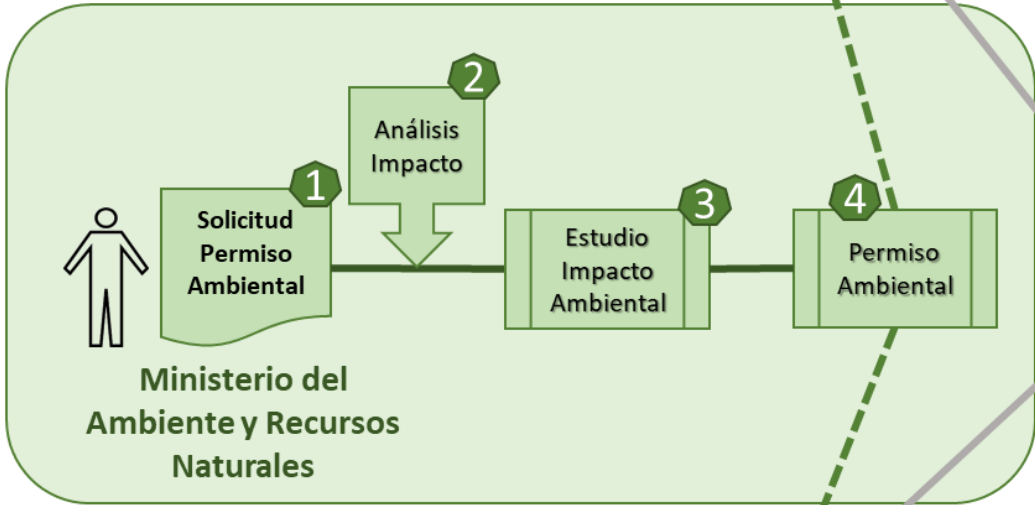 1
Solicitud
Permiso
Ambiental
2
Análisis
Impacto
3
Estudio
Impacto
Ambiental
4
Permiso
Ambiental
Ministerio del
Ambiente y Recursos
Naturales